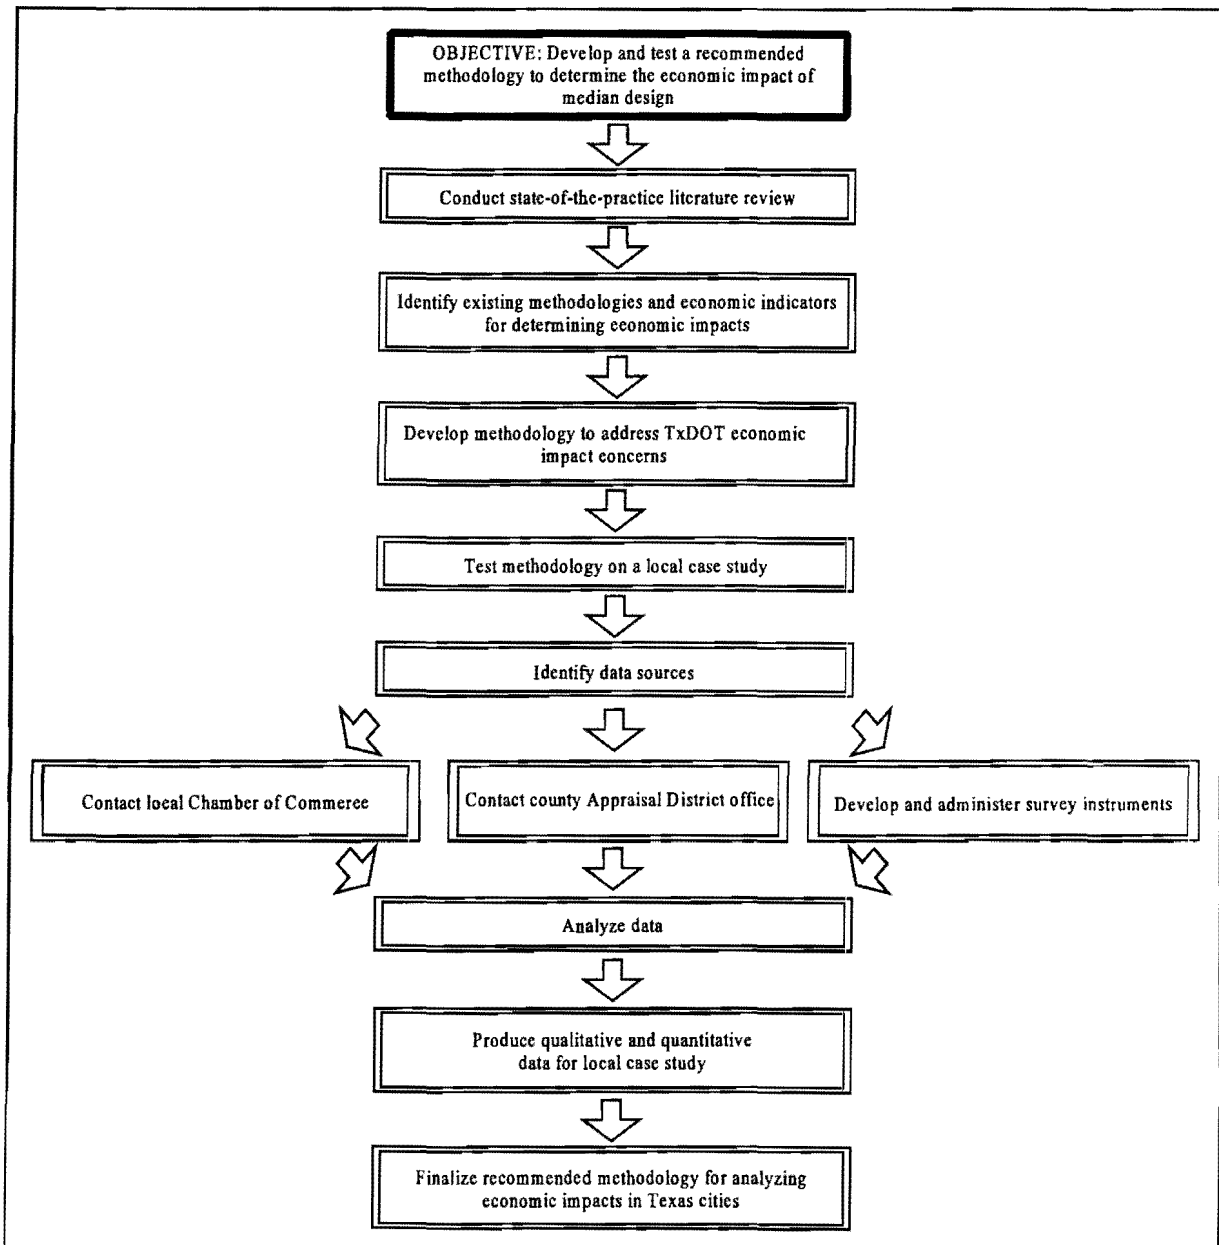 OBJECTIVE: Develop and test a recommended
methodology to determine the economic impact of
median design
Conduct state-of-the-practice literature review
Identify existing methodologies and economic indicators
for determining economic impacts
Develop methodology to address TxDOT economic
impact concerns
Test methodology on a local case study
Identify data sources
Contact local Chamber of Commerce
Contact county Appraisal District office
Develop and administer survey instruments
Analyze data
Produce qualitative and quantitative
data for local case study
Finalize recommended methodology for analyzing
economic impacts in Texas cities